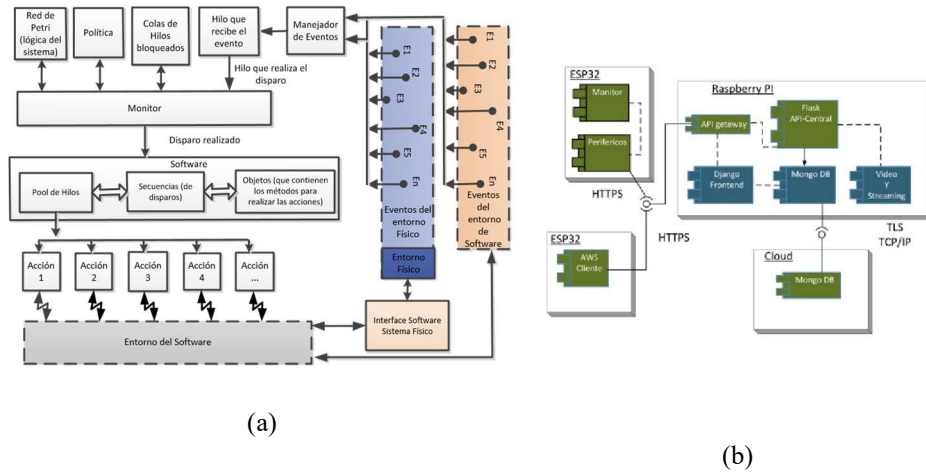 Red de
Petri
(lógica del
sistema)
Política
Colas de
Hilos
bloqueados
Hilo que
recibe el
evento
Manejador
de Eventos
Hilo que realiza el
disparo
Monitor
Disparo realizado
Software
Pool de Hilos
Secuencias (de
disparos)
Objetos (que contienen
los métodos para
realizar las acciones)
Acción
1
Acción
2
Acción
3
Acción
4
Acción
...
Entorno del Software
E1
E2
E3
E4
E5
En
Eventos del
entorno Físico
Entorno
Físico
E1
E2
E3
E4
E5
En
Eventos del
entorno de
Software
Interface Software
Sistema Físico
(a)
ESP32
Monitor
Perifericos
HTTPS
ESP32
AWS
Cliente
HTTPS
Raspberry PI
API geteway
Flask
API-Central
Django
Frontend
Mongo DB
Video
Y
Streaming
TLS
TCP/IP
Cloud
Mongo DB
(b)